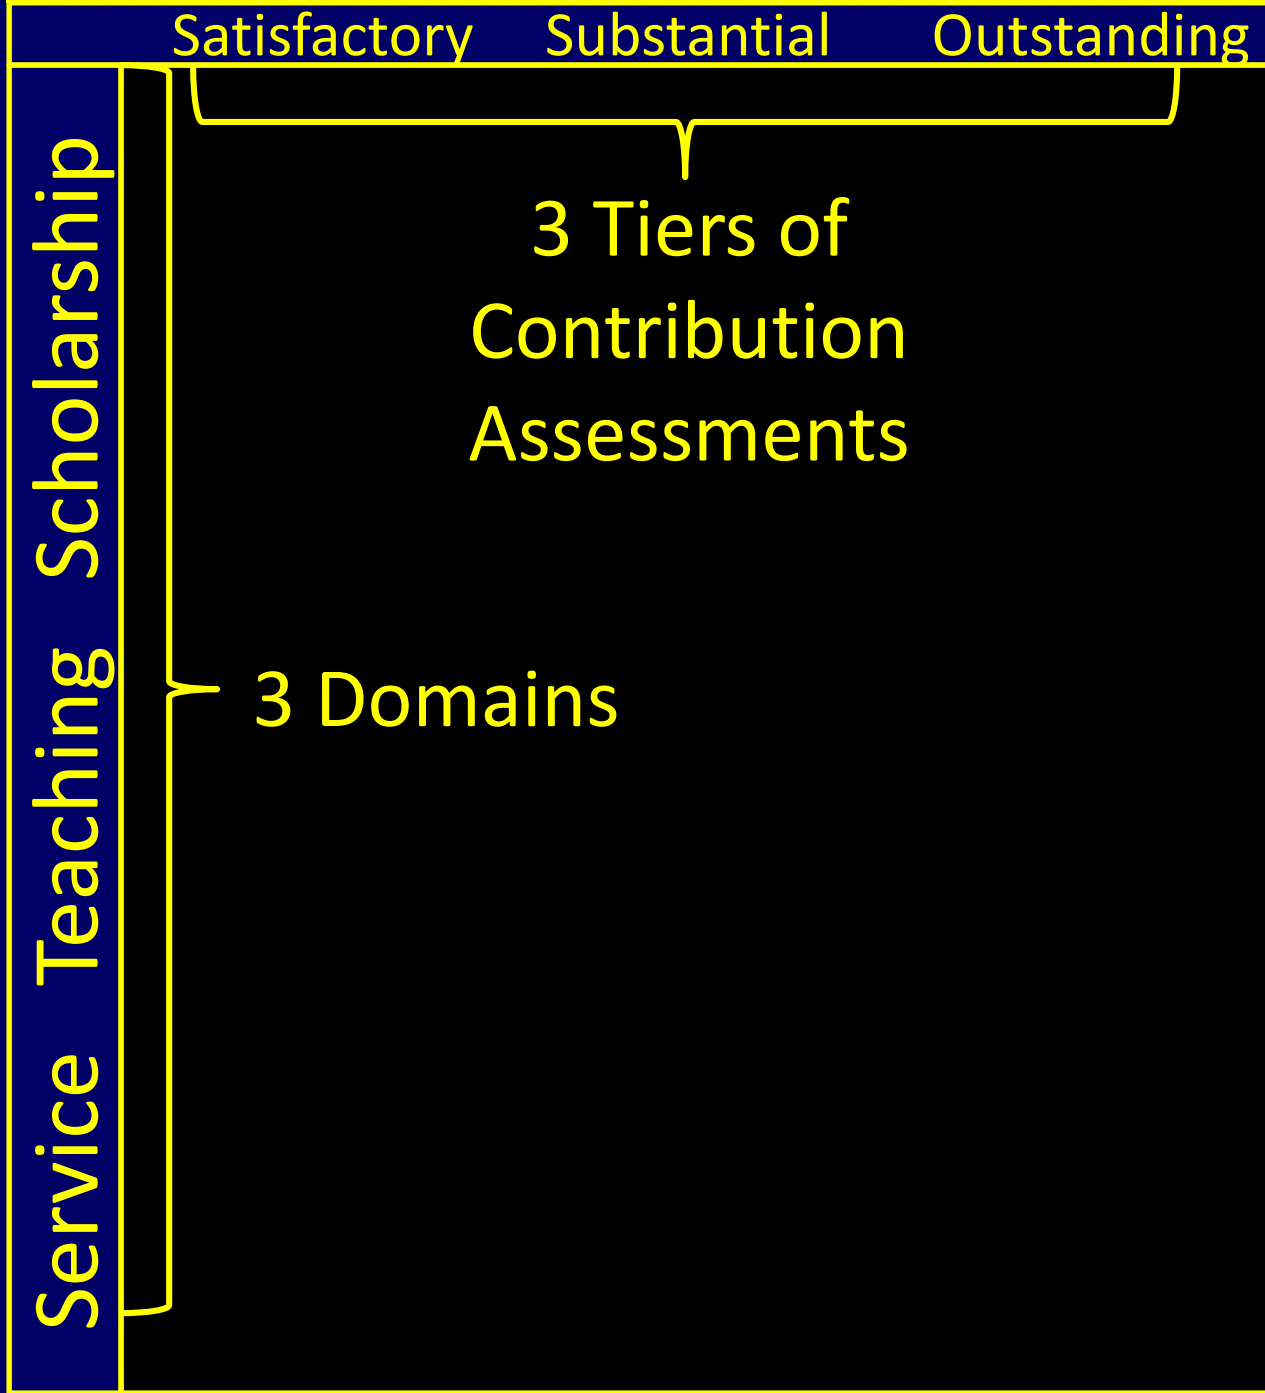 Satisfactory Substantial Outstanding
3 Tiers of
Contribution
Assessments
3 Domains
Scholarship
Teaching
Service